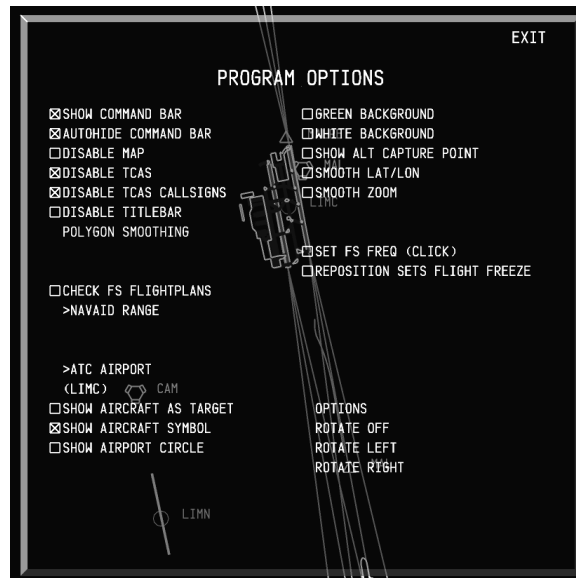 EXIT
PROGRAM OPTIONS
SHOW COMMAND BAR
AUTOHIDE COMMAND BAR
DISABLE MAP
DISABLE TCAS
DISABLE TCAS CALLSIGNS
DISABLE TITLEBAR
POLYGON SMOOTHING
CHECK FS FLIGHTPLANS
>NAVAID RANGE
>ATC AIRPORT
(LIMC)
SHOW AIRCRAFT AS TARGET
SHOW AIRCRAFT SYMBOL
SHOW AIRPORT CIRCLE
GREEN BACKGROUND
WHITE BACKGROUND
SHOW ALT CAPTURE POINT
SMOOTH LAT/LON
SMOOTH ZOOM
SET FS FREQ (CLICK)
REPOSITION SETS FLIGHT FREEZE
OPTIONS
ROTATE OFF
ROTATE LEFT
ROTATE RIGHT
LIMC
CAM
LIMN